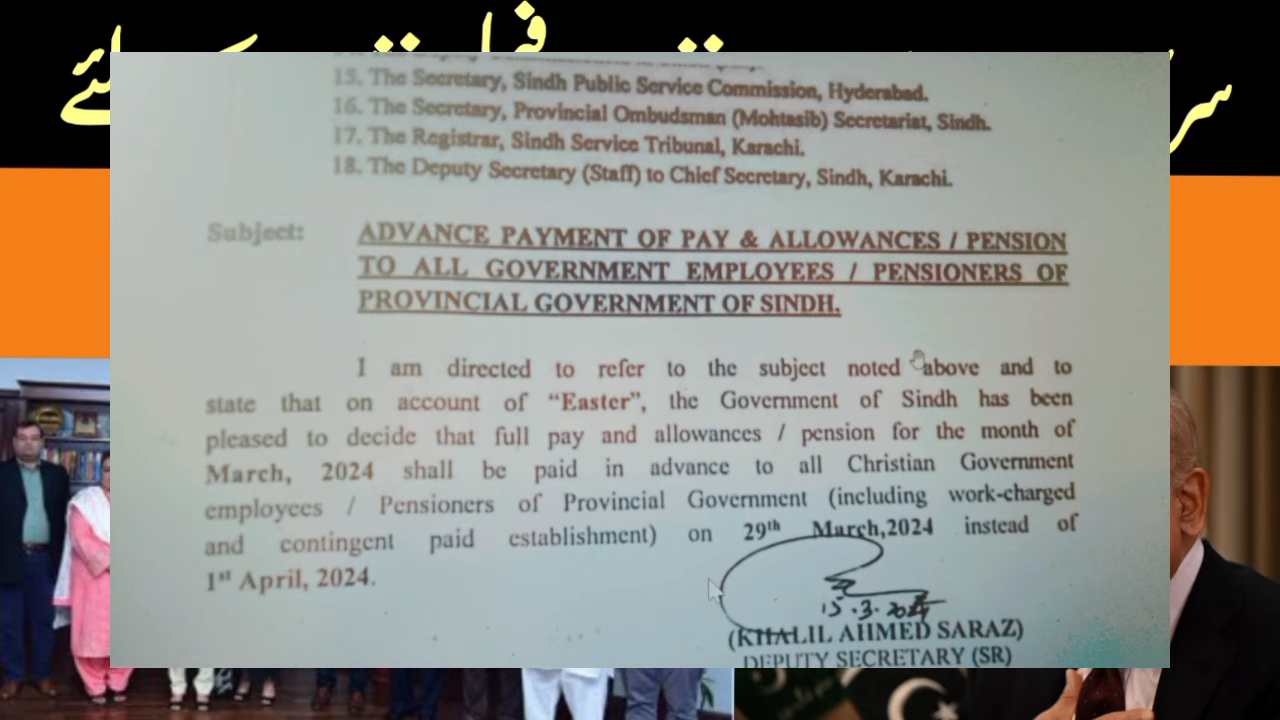 15. The Secretary, Sindh Public Service Commission, Hyderabad.
16. The Secretary, Provincial Ombudsman (Mohtasib) Secretariat, Sindh.
17. The Registrar, Sindh Service Tribunal, Karachi.
18. The Deputy Secretary (Staff) to Chief Secretary, Sindh, Karachi.
Subject: ADVANCE PAYMENT OF PAY & ALLOWANCES / PENSION
TO ALL GOVERNMENT EMPLOYEES / PENSIONERS OF
PROVINCIAL GOVERNMENT OF SINDH.
I am directed to refer to the subject noted above and to
state that on account of “Easter”, the Government of Sindh has been
pleased to decide that full pay and allowances / pension for the month of
March, 2024 shall be paid in advance to all Christian Government
employees / Pensioners of Provincial Government (including work-charged
and contingent paid establishment) on 29th March,2024 instead of
1st April, 2024.
15.3.2024
(KHALIL AHMED SARAZ)
DEPUTY SECRETARY (SR)